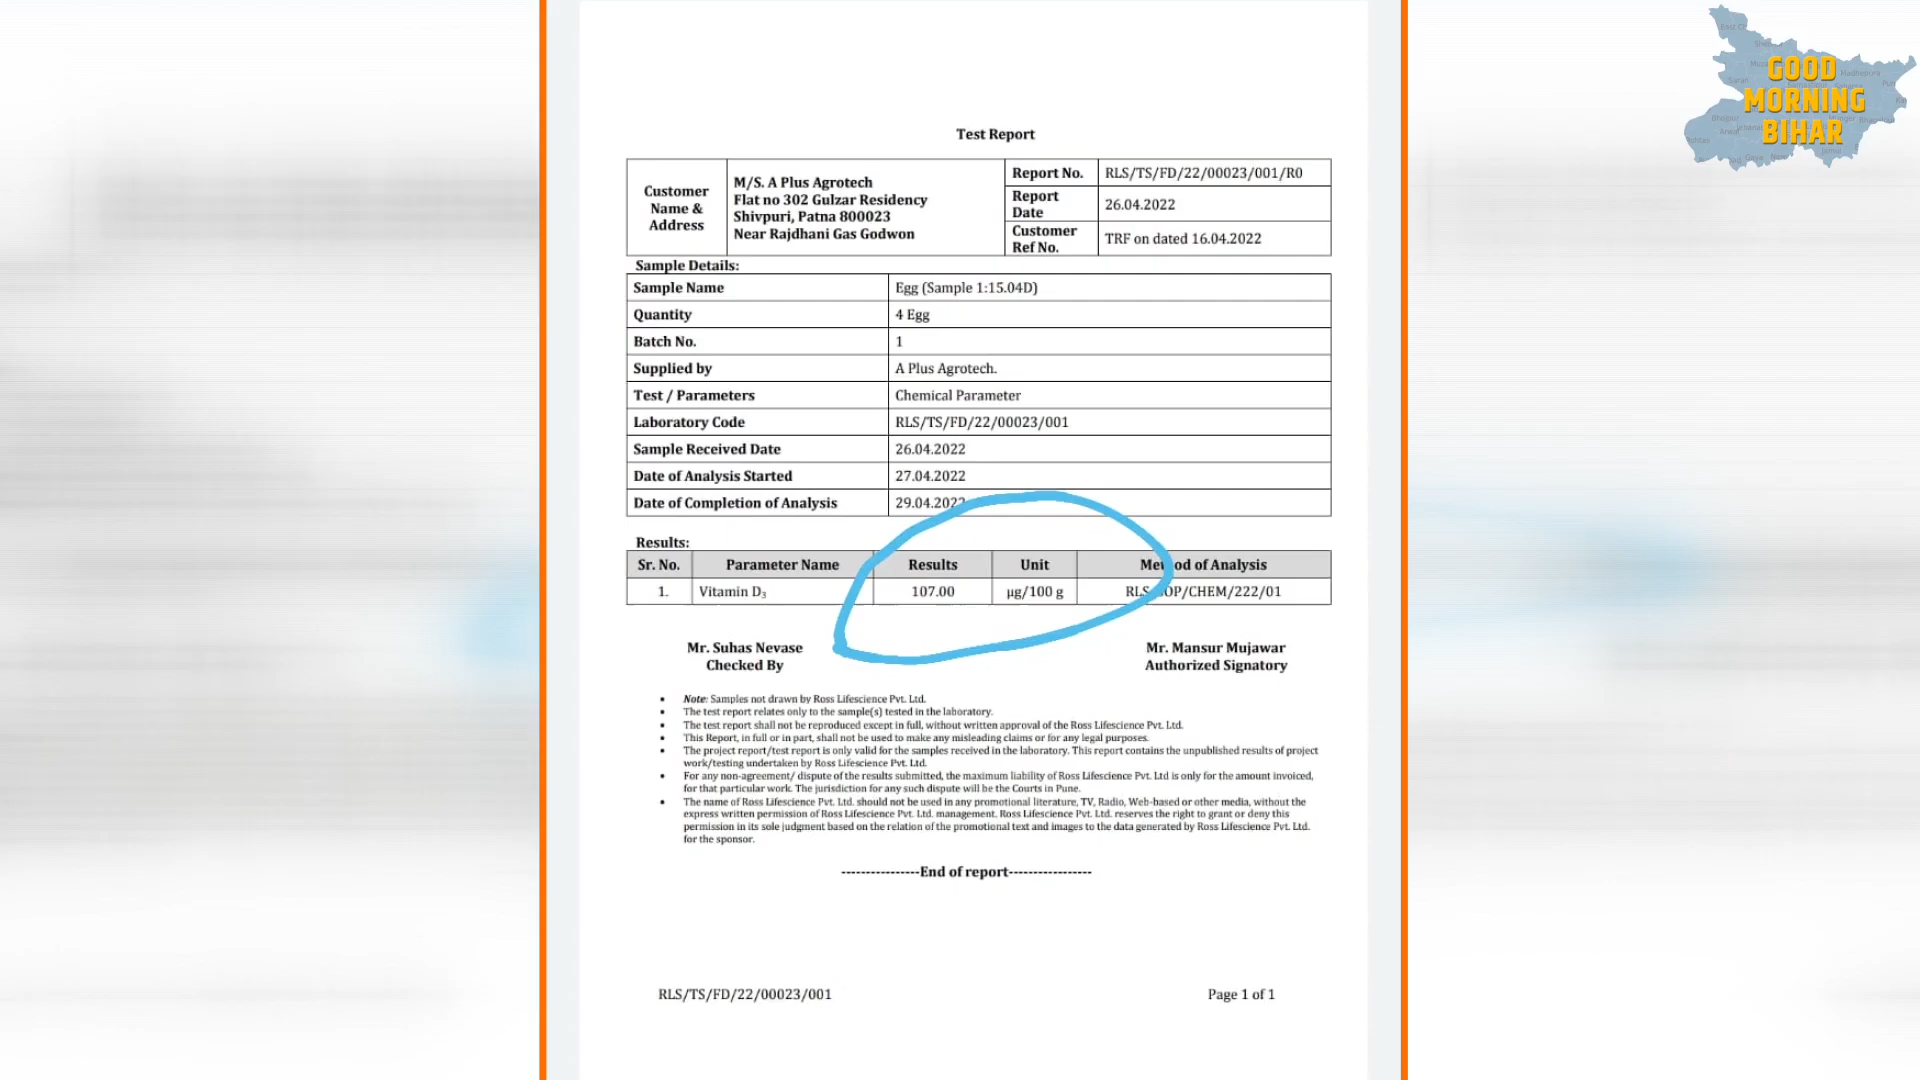 GOOD
MORNING
BIHAR
Test Report
Customer
Name &
Address
M/S. A Plus Agrotech
Flat no 302 Gulzar Residency
Shivpuri, Patna 800023
Near Rajdhani Gas Godwon
Report No.
RLS/TS/FD/22/00023/001/R0
Report
Date
26.04.2022
Customer
Ref No.
TRF on dated 16.04.2022
Sample Details:
Sample Name Egg (Sample 1:15.04D)
Quantity 4 Egg
Batch No. 1
Supplied by A Plus Agrotech.
Test / Parameters Chemical Parameter
Laboratory Code RLS/TS/FD/22/00023/001
Sample Received Date 26.04.2022
Date of Analysis Started 27.04.2022
Date of Completion of Analysis 29.04.2022
Results:
Sr. No. Parameter Name Results Unit Method of Analysis
1. Vitamin D₃ 107.00 µg/100 g RLS/SOP/CHEM/222/01
Mr. Suhas Nevase
Checked By
Mr. Mansur Mujawar
Authorized Signatory
• Note: Samples not drawn by Ross Lifescience Pvt. Ltd.
• The test report relates only to the sample(s) tested in the laboratory.
• The test report shall not be reproduced except in full, without written approval of the Ross Lifescience Pvt. Ltd.
• This Report, in full or in part, shall not be used to make any misleading claims or for any legal purposes.
• The project report/test report is only valid for the samples received in the laboratory. This report contains the unpublished results of project
work/testing undertaken by Ross Lifescience Pvt. Ltd.
• For any non-agreement/ dispute of the results submitted, the maximum liability of Ross Lifescience Pvt. Ltd is only for the amount invoiced,
for that particular work. The jurisdiction for any such dispute will be the Courts in Pune.
• The name of Ross Lifescience Pvt. Ltd. should not be used in any promotional literature, TV, Radio, Web-based or other media, without the
express written permission of Ross Lifescience Pvt. Ltd. management. Ross Lifescience Pvt. Ltd. reserves the right to grant or deny this
permission in its sole judgment based on the relation of the promotional text and images to the data generated by Ross Lifescience Pvt. Ltd.
for the sponsor.
----------------End of report-----------------
RLS/TS/FD/22/00023/001
Page 1 of 1